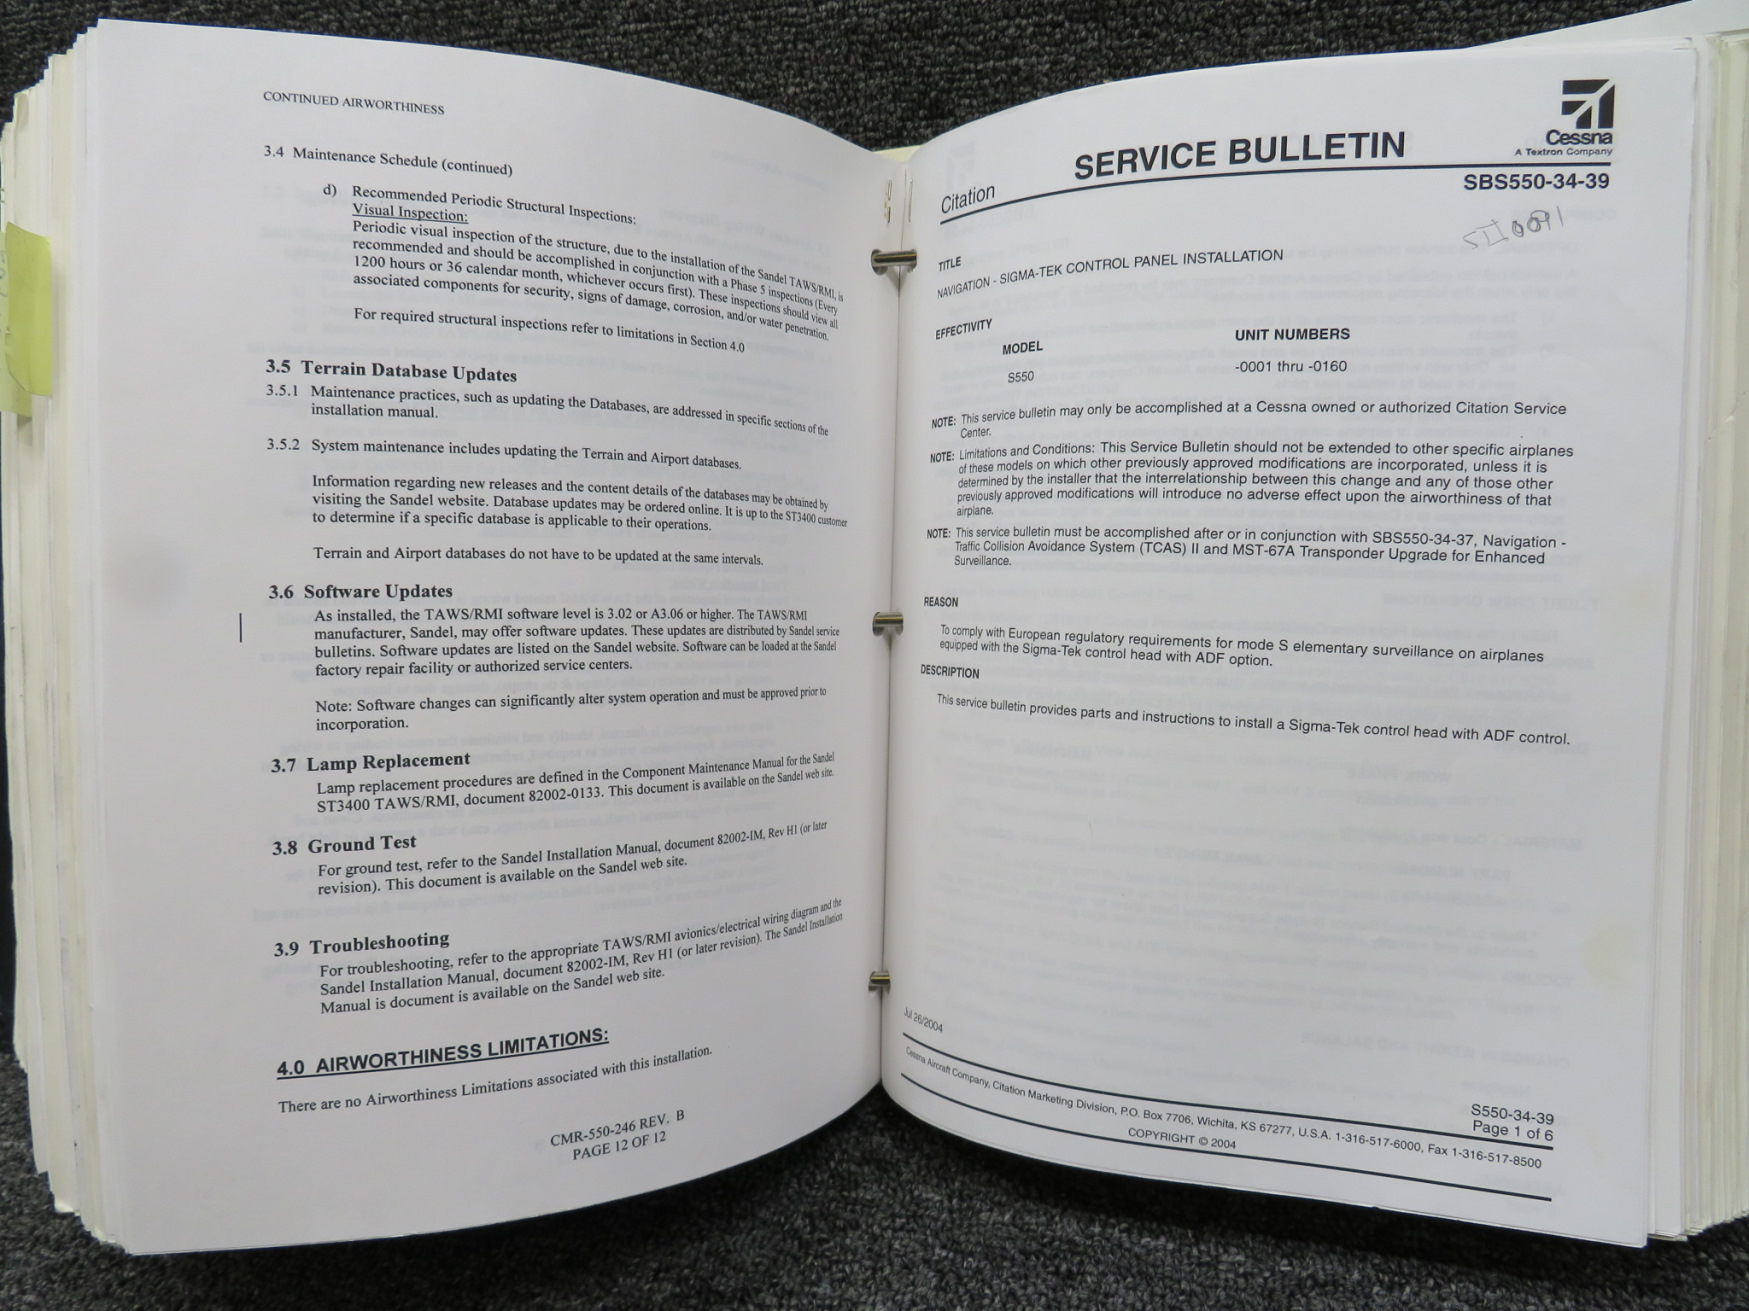 CONTINUED AIRWORTHINESS
3.4 Maintenance Schedule (continued)
d) Recommended Periodic Structural Inspections:
Visual Inspection:
Periodic visual inspection of the structure, due to the installation of the Sandel TAWS/RMI, is
recommended and should be accomplished in conjunction with a Phase 5 inspections (Every
1200 hours or 36 calendar month, whichever occurs first). These inspections should view all
associated components for security, signs of damage, corrosion, and/or water penetration.
For required structural inspections refer to limitations in Section 4.0
3.5 Terrain Database Updates
3.5.1 Maintenance practices, such as updating the Databases, are addressed in specific sections of the
installation manual.
3.5.2 System maintenance includes updating the Terrain and Airport databases.
Information regarding new releases and the content details of the databases may be obtained by
visiting the Sandel website. Database updates may be ordered online. It is up to the ST3400 customer
to determine if a specific database is applicable to their operations.
Terrain and Airport databases do not have to be updated at the same intervals.
3.6 Software Updates
As installed, the TAWS/RMI software level is 3.02 or A3.06 or higher. The TAWS/RMI
manufacturer, Sandel, may offer software updates. These updates are distributed by Sandel service
bulletins. Software updates are listed on the Sandel website. Software can be loaded at the Sandel
factory repair facility or authorized service centers.
Note: Software changes can significantly alter system operation and must be approved prior to
incorporation.
3.7 Lamp Replacement
Lamp replacement procedures are defined in the Component Maintenance Manual for the Sandel
ST3400 TAWS/RMI, document 82002-0133. This document is available on the Sandel web site.
3.8 Ground Test
For ground test, refer to the Sandel Installation Manual, document 82002-IM, Rev H1 (or later
revision). This document is available on the Sandel web site.
3.9 Troubleshooting
For troubleshooting, refer to the appropriate TAWS/RMI avionics/electrical wiring diagram and the
Sandel Installation Manual, document 82002-IM, Rev H1 (or later revision). The Sandel Installation
Manual is document is available on the Sandel web site.
4.0 AIRWORTHINESS LIMITATIONS:
There are no Airworthiness Limitations associated with this installation.
CMR-550-246 REV. B
PAGE 12 OF 12
Cessna
A Textron Company
SERVICE BULLETIN
Citation
SBS550-34-39
TITLE
NAVIGATION - SIGMA-TEK CONTROL PANEL INSTALLATION
EFFECTIVITY
MODEL UNIT NUMBERS
S550 -0001 thru -0160
NOTE: This service bulletin may only be accomplished at a Cessna owned or authorized Citation Service
Center.
NOTE: Limitations and Conditions: This Service Bulletin should not be extended to other specific airplanes
of these models on which other previously approved modifications are incorporated, unless it is
determined by the installer that the interrelationship between this change and any of those other
previously approved modifications will introduce no adverse effect upon the airworthiness of that
airplane.
NOTE: This service bulletin must be accomplished after or in conjunction with SBS550-34-37, Navigation -
Traffic Collision Avoidance System (TCAS) II and MST-67A Transponder Upgrade for Enhanced
Surveillance.
REASON
To comply with European regulatory requirements for mode S elementary surveillance on airplanes
equipped with the Sigma-Tek control head with ADF option.
DESCRIPTION
This service bulletin provides parts and instructions to install a Sigma-Tek control head with ADF control.
Jul 26/2004
Cessna Aircraft Company, Citation Marketing Division, P.O. Box 7706, Wichita, KS 67277, U.S.A. 1-316-517-6000, Fax 1-316-517-8500
COPYRIGHT © 2004
S550-34-39
Page 1 of 6